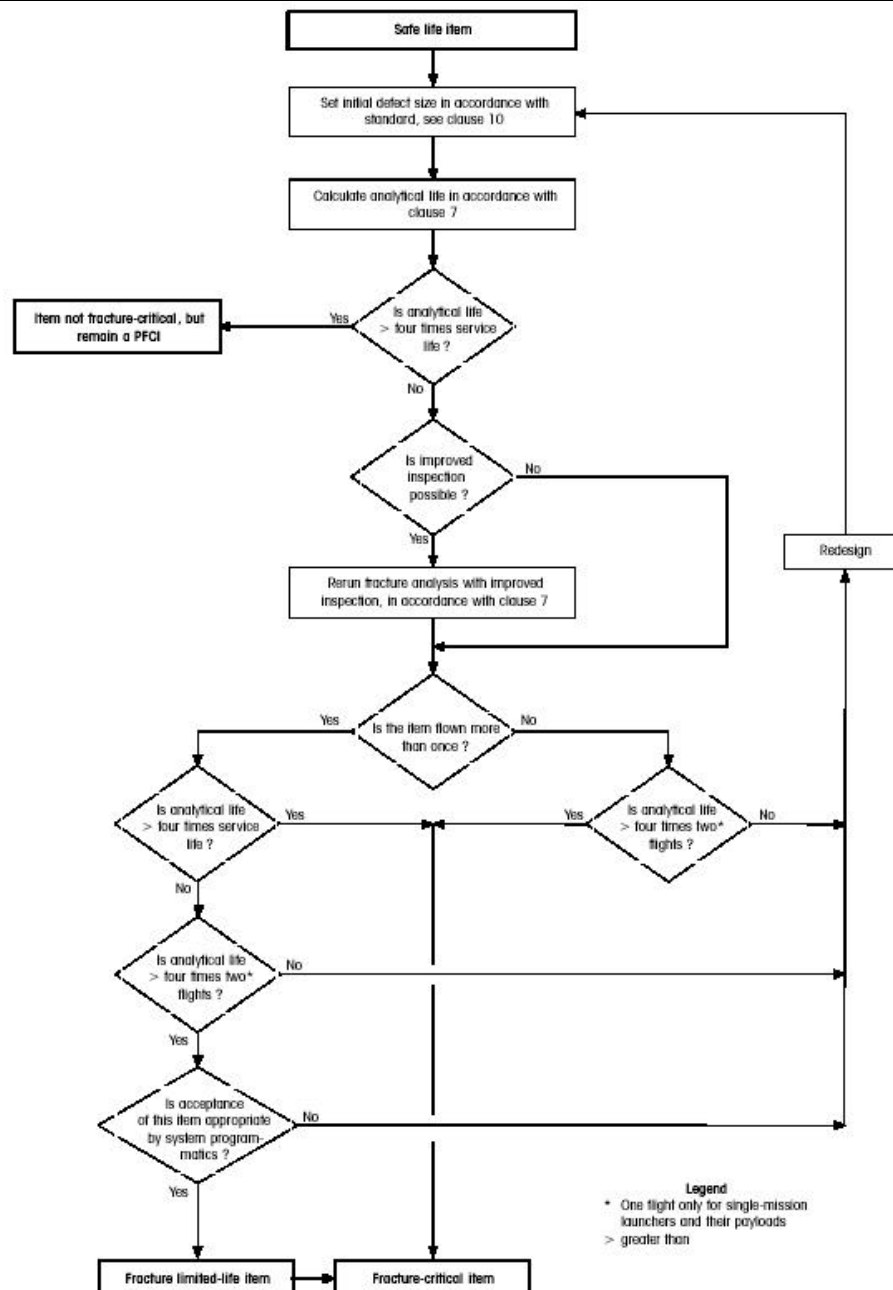 Safe life item
Set initial defect size in accordance with
standard, see clause 10
Calculate analytical life in accordance with
clause 7
Is analytical life
> four times service
life ?
Yes
Item not fracture-critical, but
remain a PFCI
No
Is improved
inspection
possible ?
No
Yes
Redesign
Rerun fracture analysis with improved
inspection, in accordance with clause 7
Is the item flown more
than once ?
Yes
No
Is analytical life
> four times service
life ?
Yes
Is analytical life
> four times two*
flights ?
Yes
No
No
Is analytical life
> four times two*
flights ?
No
Yes
Is acceptance
of this item appropriate
by system program-
matics ?
No
Yes
Legend
* One flight only for single-mission
launchers and their payloads
> greater than
Fracture limited-life item
Fracture-critical item